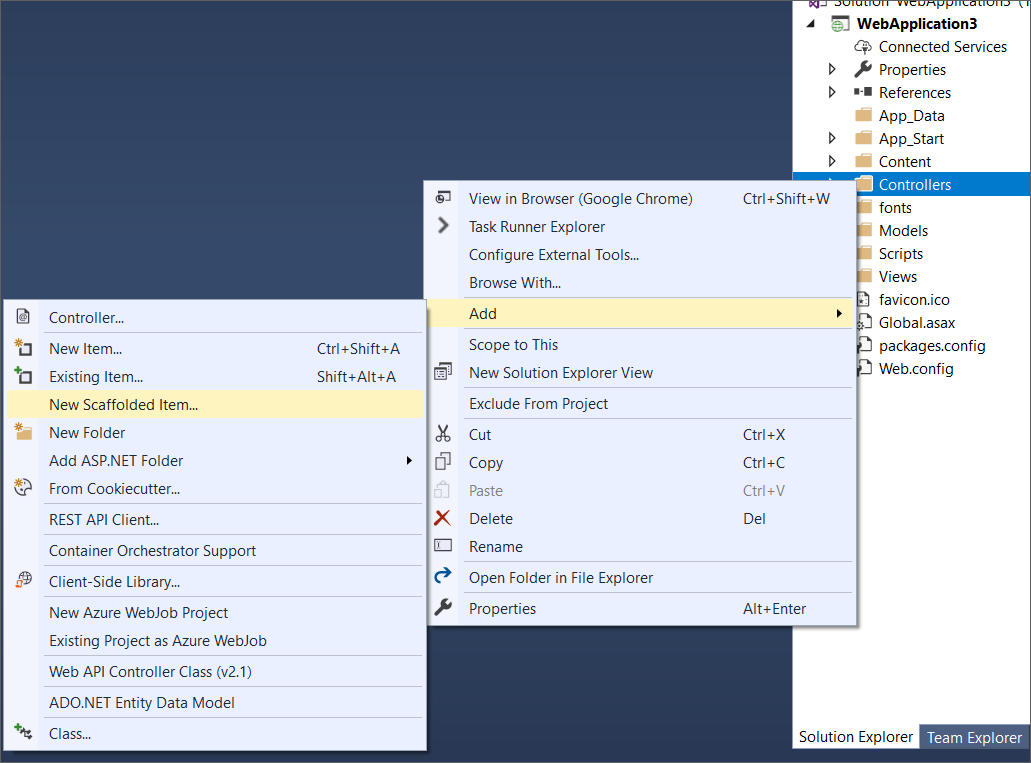 Solution 'WebApplication3' (1
WebApplication3
Connected Services
Properties
References
App_Data
App_Start
Content
Controllers
fonts
Models
Scripts
Views
favicon.ico
Global.asax
packages.config
Web.config
View in Browser (Google Chrome) Ctrl+Shift+W
Task Runner Explorer
Configure External Tools...
Browse With...
Add
Scope to This
New Solution Explorer View
Exclude From Project
Cut Ctrl+X
Copy Ctrl+C
Paste Ctrl+V
Delete Del
Rename
Open Folder in File Explorer
Properties Alt+Enter
Controller...
New Item... Ctrl+Shift+A
Existing Item... Shift+Alt+A
New Scaffolded Item...
New Folder
Add ASP.NET Folder
From Cookiecutter...
REST API Client...
Container Orchestrator Support
Client-Side Library...
New Azure WebJob Project
Existing Project as Azure WebJob
Web API Controller Class (v2.1)
ADO.NET Entity Data Model
Class...
Solution Explorer Team Explorer